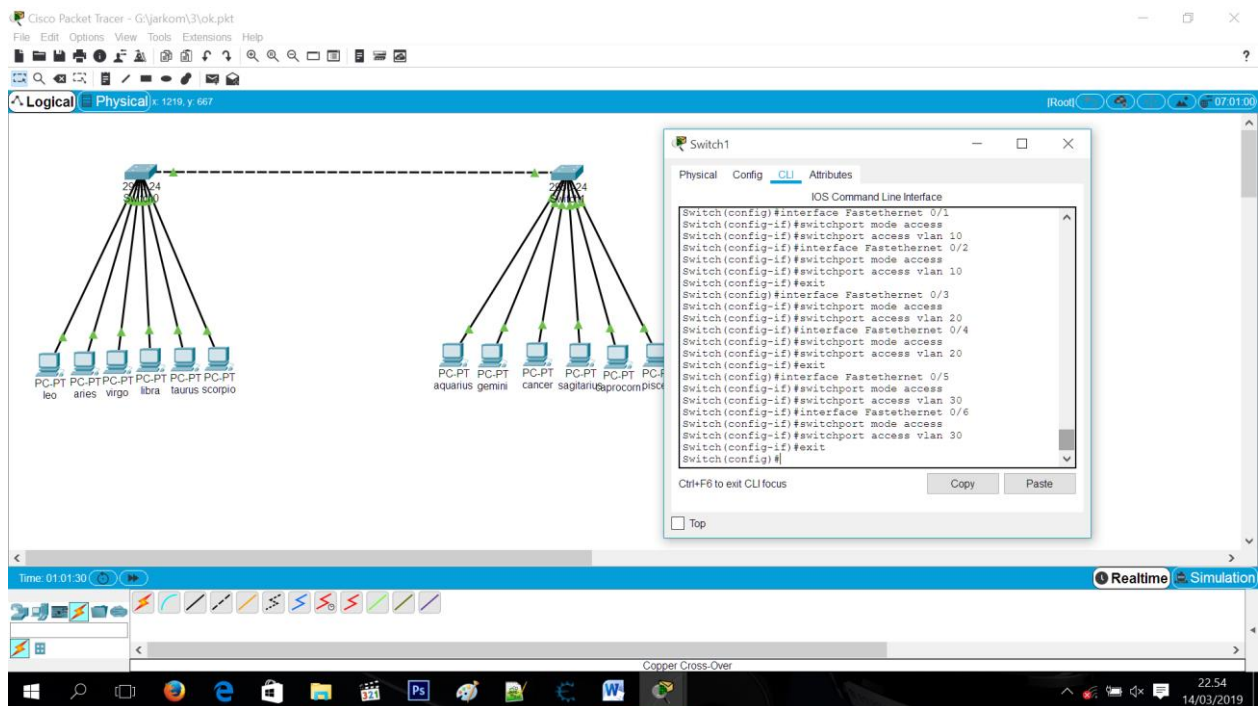 Cisco Packet Tracer - G:\jarkom\3\ok.pkt
File Edit Options View Tools Extensions Help
?
Logical Physical x: 1219, y: 667
[Root] 07:01:00
24
PC-PT leo
PC-PT aries
PC-PT virgo
PC-PT libra
PC-PT taurus
PC-PT scorpio
24
PC-PT aquarius
PC-PT gemini
PC-PT cancer
PC-PT sagitarius
PC-PT caprocorn
Switch1
Physical Config CLI Attributes
IOS Command Line Interface
Switch(config)#interface Fastethernet 0/1
Switch(config-if)#switchport mode access
Switch(config-if)#switchport access vlan 10
Switch(config-if)#interface Fastethernet 0/2
Switch(config-if)#switchport mode access
Switch(config-if)#switchport access vlan 10
Switch(config-if)#exit
Switch(config)#interface Fastethernet 0/3
Switch(config-if)#switchport mode access
Switch(config-if)#switchport access vlan 20
Switch(config-if)#interface Fastethernet 0/4
Switch(config-if)#switchport mode access
Switch(config-if)#switchport access vlan 20
Switch(config-if)#exit
Switch(config)#interface Fastethernet 0/5
Switch(config-if)#switchport mode access
Switch(config-if)#switchport access vlan 30
Switch(config-if)#interface Fastethernet 0/6
Switch(config-if)#switchport mode access
Switch(config-if)#switchport access vlan 30
Switch(config-if)#exit
Switch(config)#
Ctrl+F6 to exit CLI focus
Copy Paste
Top
Time: 01:01:30
Realtime Simulation
Copper Cross-Over
321
Ps
22.54
14/03/2019